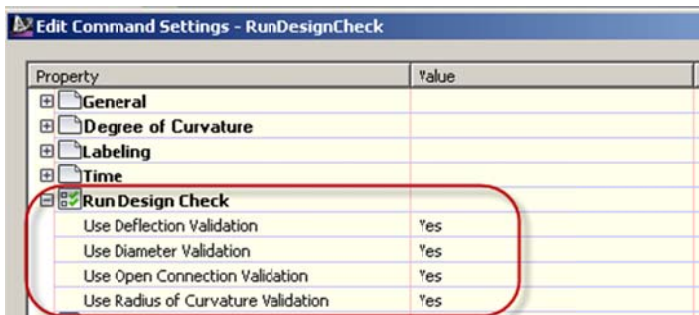 Edit Command Settings - RunDesignCheck
Property Value
General
Degree of Curvature
Labeling
Time
Run Design Check
Use Deflection Validation Yes
Use Diameter Validation Yes
Use Open Connection Validation Yes
Use Radius of Curvature Validation Yes